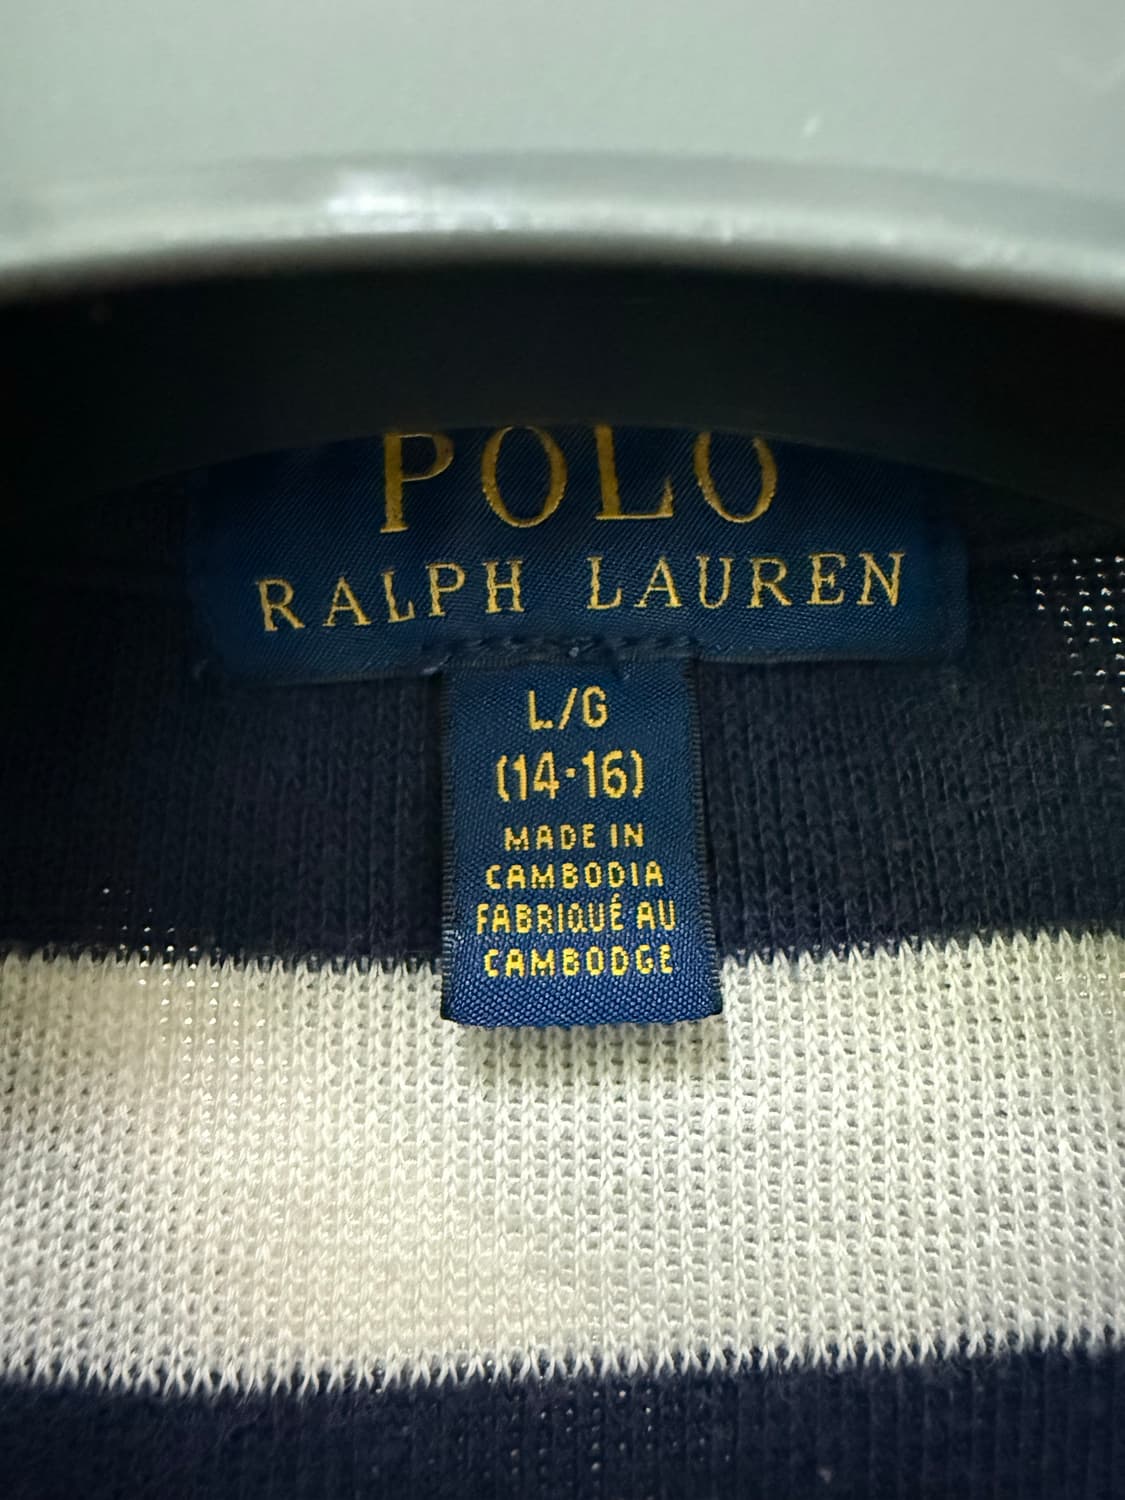 POLO
RALPH LAUREN
L/G
(14-16)
MADE IN
CAMBODIA
FABRIQUÉ AU
CAMBODGE